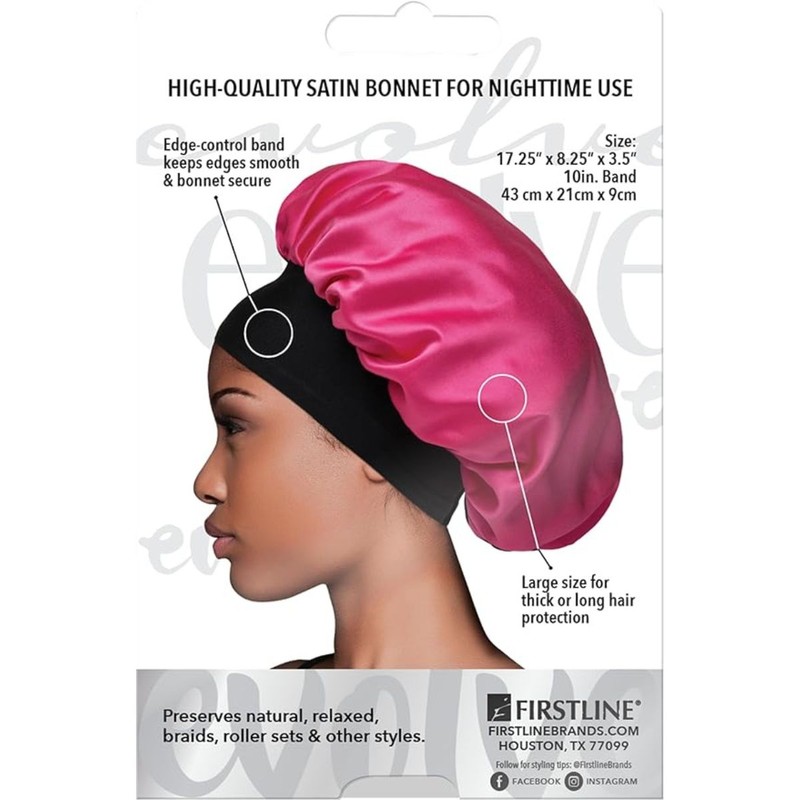 HIGH-QUALITY SATIN BONNET FOR NIGHTTIME USE
Edge-control band
keeps edges smooth
& bonnet secure
Size:
17.25” x 8.25” x 3.5”
10in. Band
43 cm x 21cm x 9cm
evolve
evolve
evolve
Large size for
thick or long hair
protection
evolve
Preserves natural, relaxed,
braids, roller sets & other styles.
FIRSTLINE®
FIRSTLINEBRANDS.COM
HOUSTON, TX 77099
Follow for styling tips: @FirstlineBrands
FACEBOOK INSTAGRAM